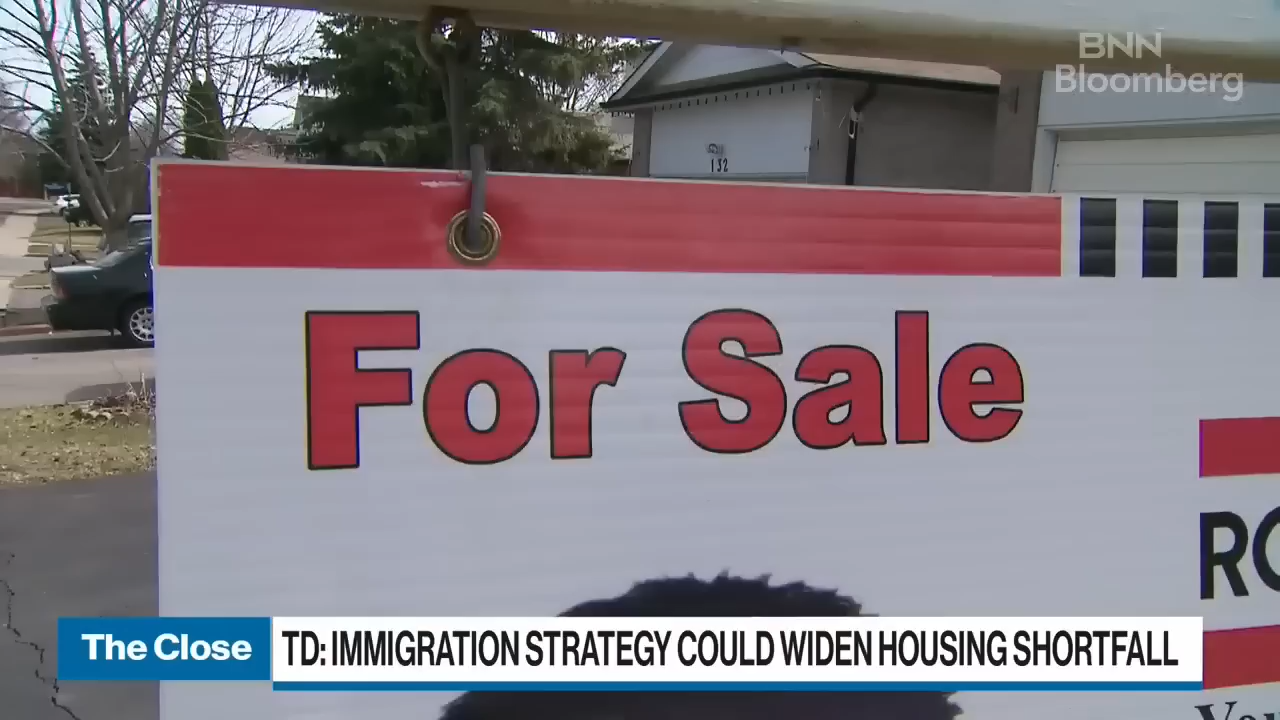 BNN
Bloomberg
132
For Sale
The Close
TD: IMMIGRATION STRATEGY COULD WIDEN HOUSING SHORTFALL